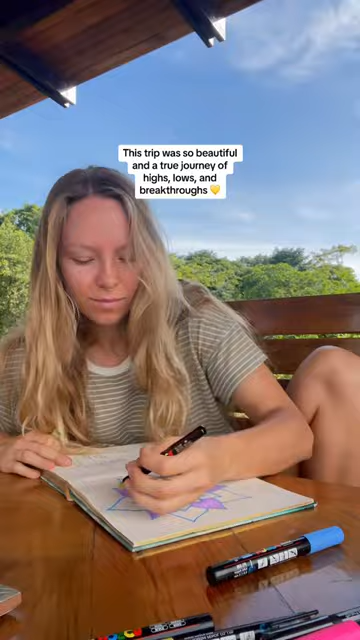 This trip was so beautiful
and a true journey of
highs, lows, and
breakthroughs 💛